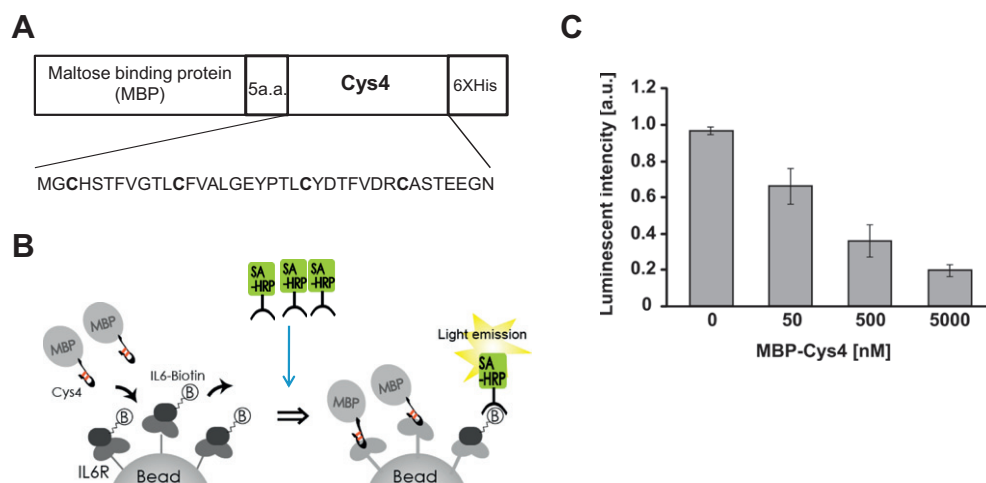 A
Maltose binding protein
(MBP)
5a.a.
Cys4
6XHis
MGCHSTFVGTLCFVALGEYPTLCYDTFVDRCASTEEGN
B
SA
-HRP
SA
-HRP
SA
-HRP
MBP
MBP
Cys4
IL6-Biotin
B
B
B
IL6R
Bead
Light emission
SA
-HRP
B
MBP
MBP
Bead
C
Luminescent intencity [a.u.]
1.2
1.0
0.8
0.6
0.4
0.2
0
0 50 500 5000
MBP-Cys4 [nM]